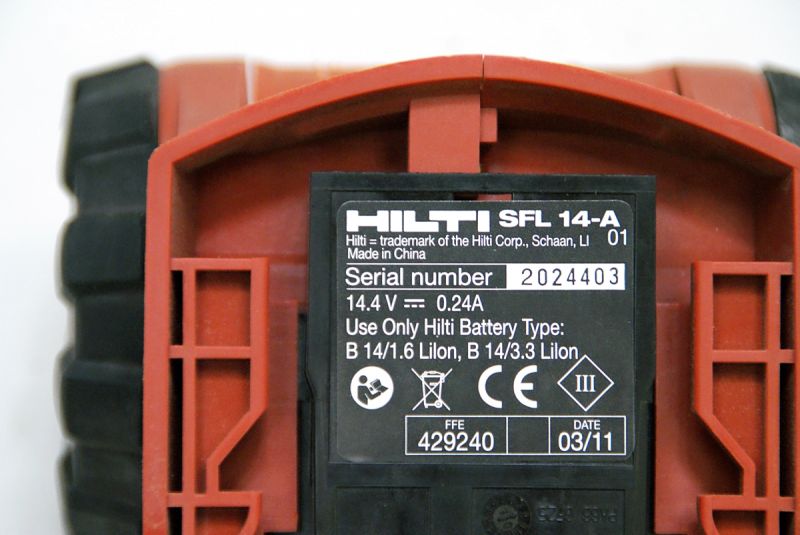 HILTI SFL 14-A
Hilti = trademark of the Hilti Corp., Schaan, LI 01
Made in China
Serial number 2024403
14.4 V ⎓ 0.24A
Use Only Hilti Battery Type:
B 14/1.6 LiIon, B 14/3.3 LiIon
CE III
FFE DATE
429240 03/11